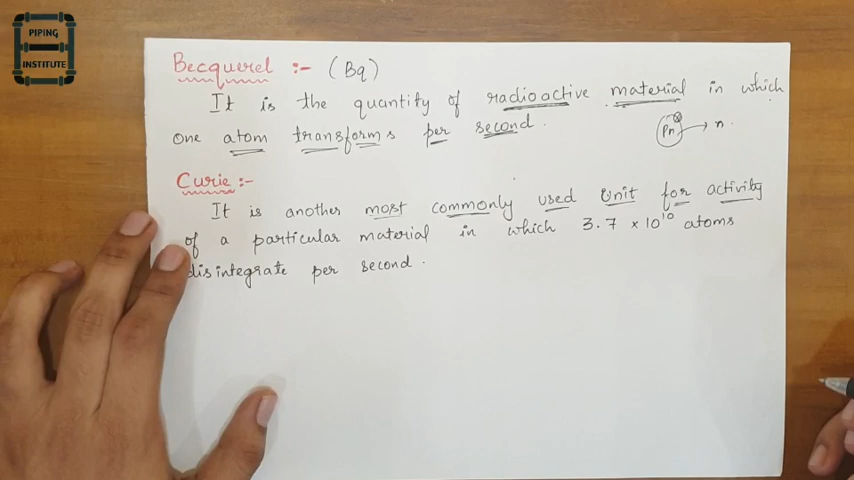 PIPING
INSTITUTE
Becquerel :- (Bq)
It is the quantity of radioactive material in which
one atom transforms per second.
Pn → n
Curie :-
It is another most commonly used Unit for activity
of a particular material in which 3.7 × 10¹⁰ atoms
disintegrate per second.